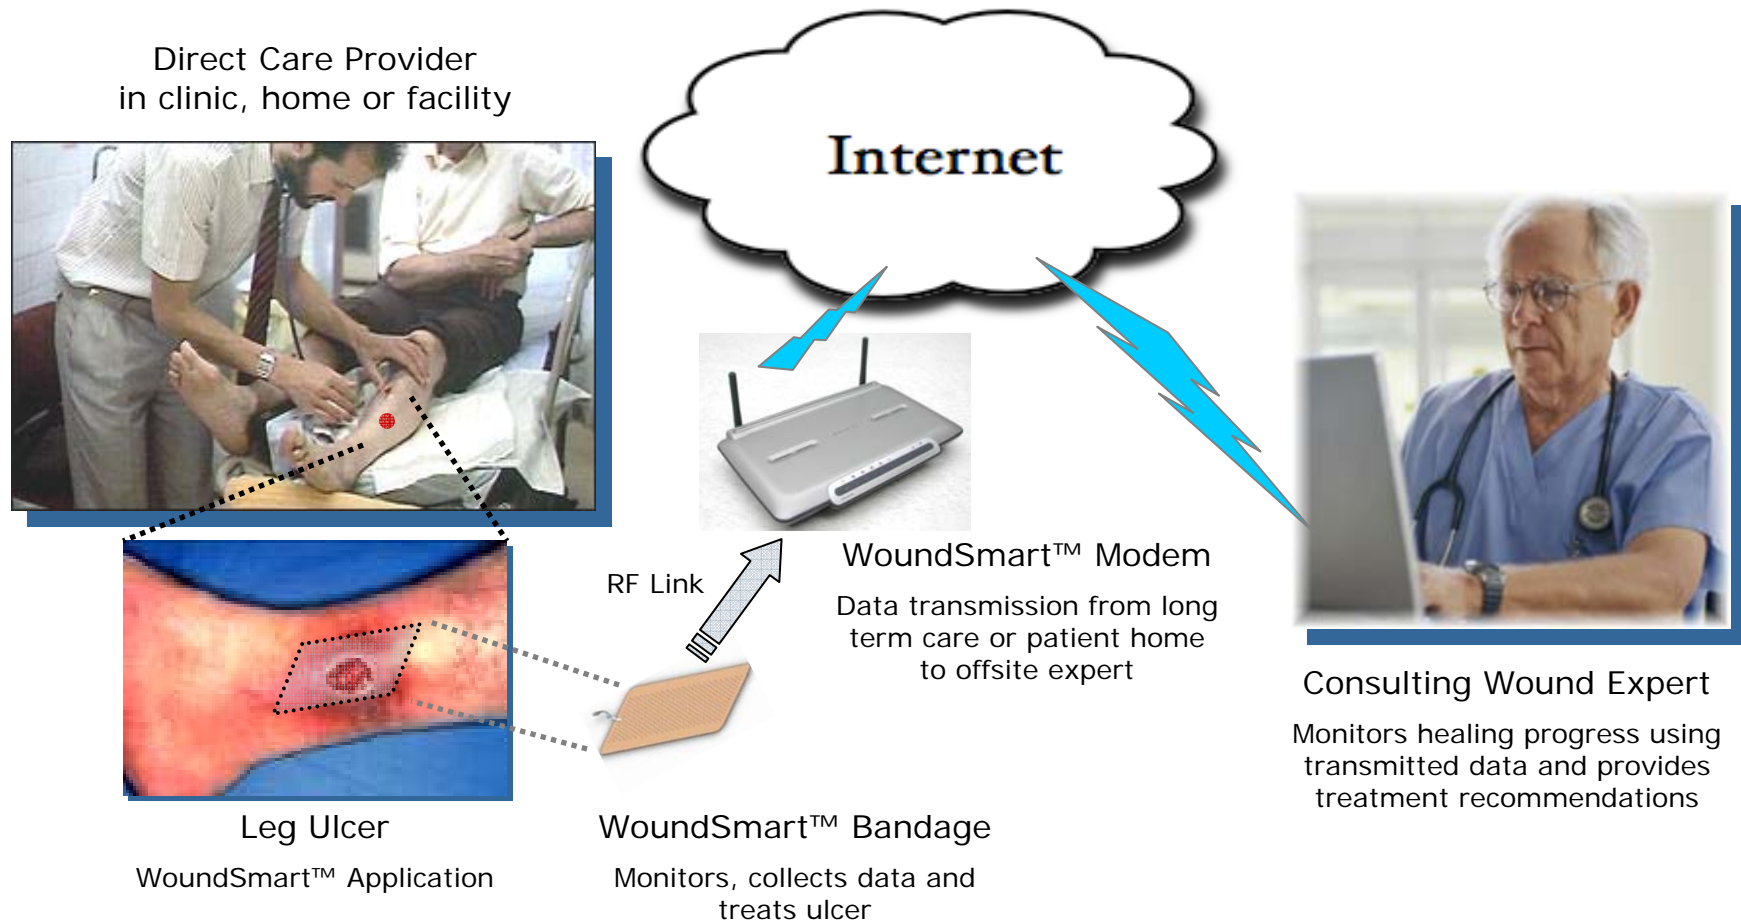 Direct Care Provider
in clinic, home or facility
Internet
RF Link
WoundSmart™ Modem
Data transmission from long
term care or patient home
to offsite expert
Consulting Wound Expert
Monitors healing progress using
transmitted data and provides
treatment recommendations
Leg Ulcer
WoundSmart™ Application
WoundSmart™ Bandage
Monitors, collects data and
treats ulcer